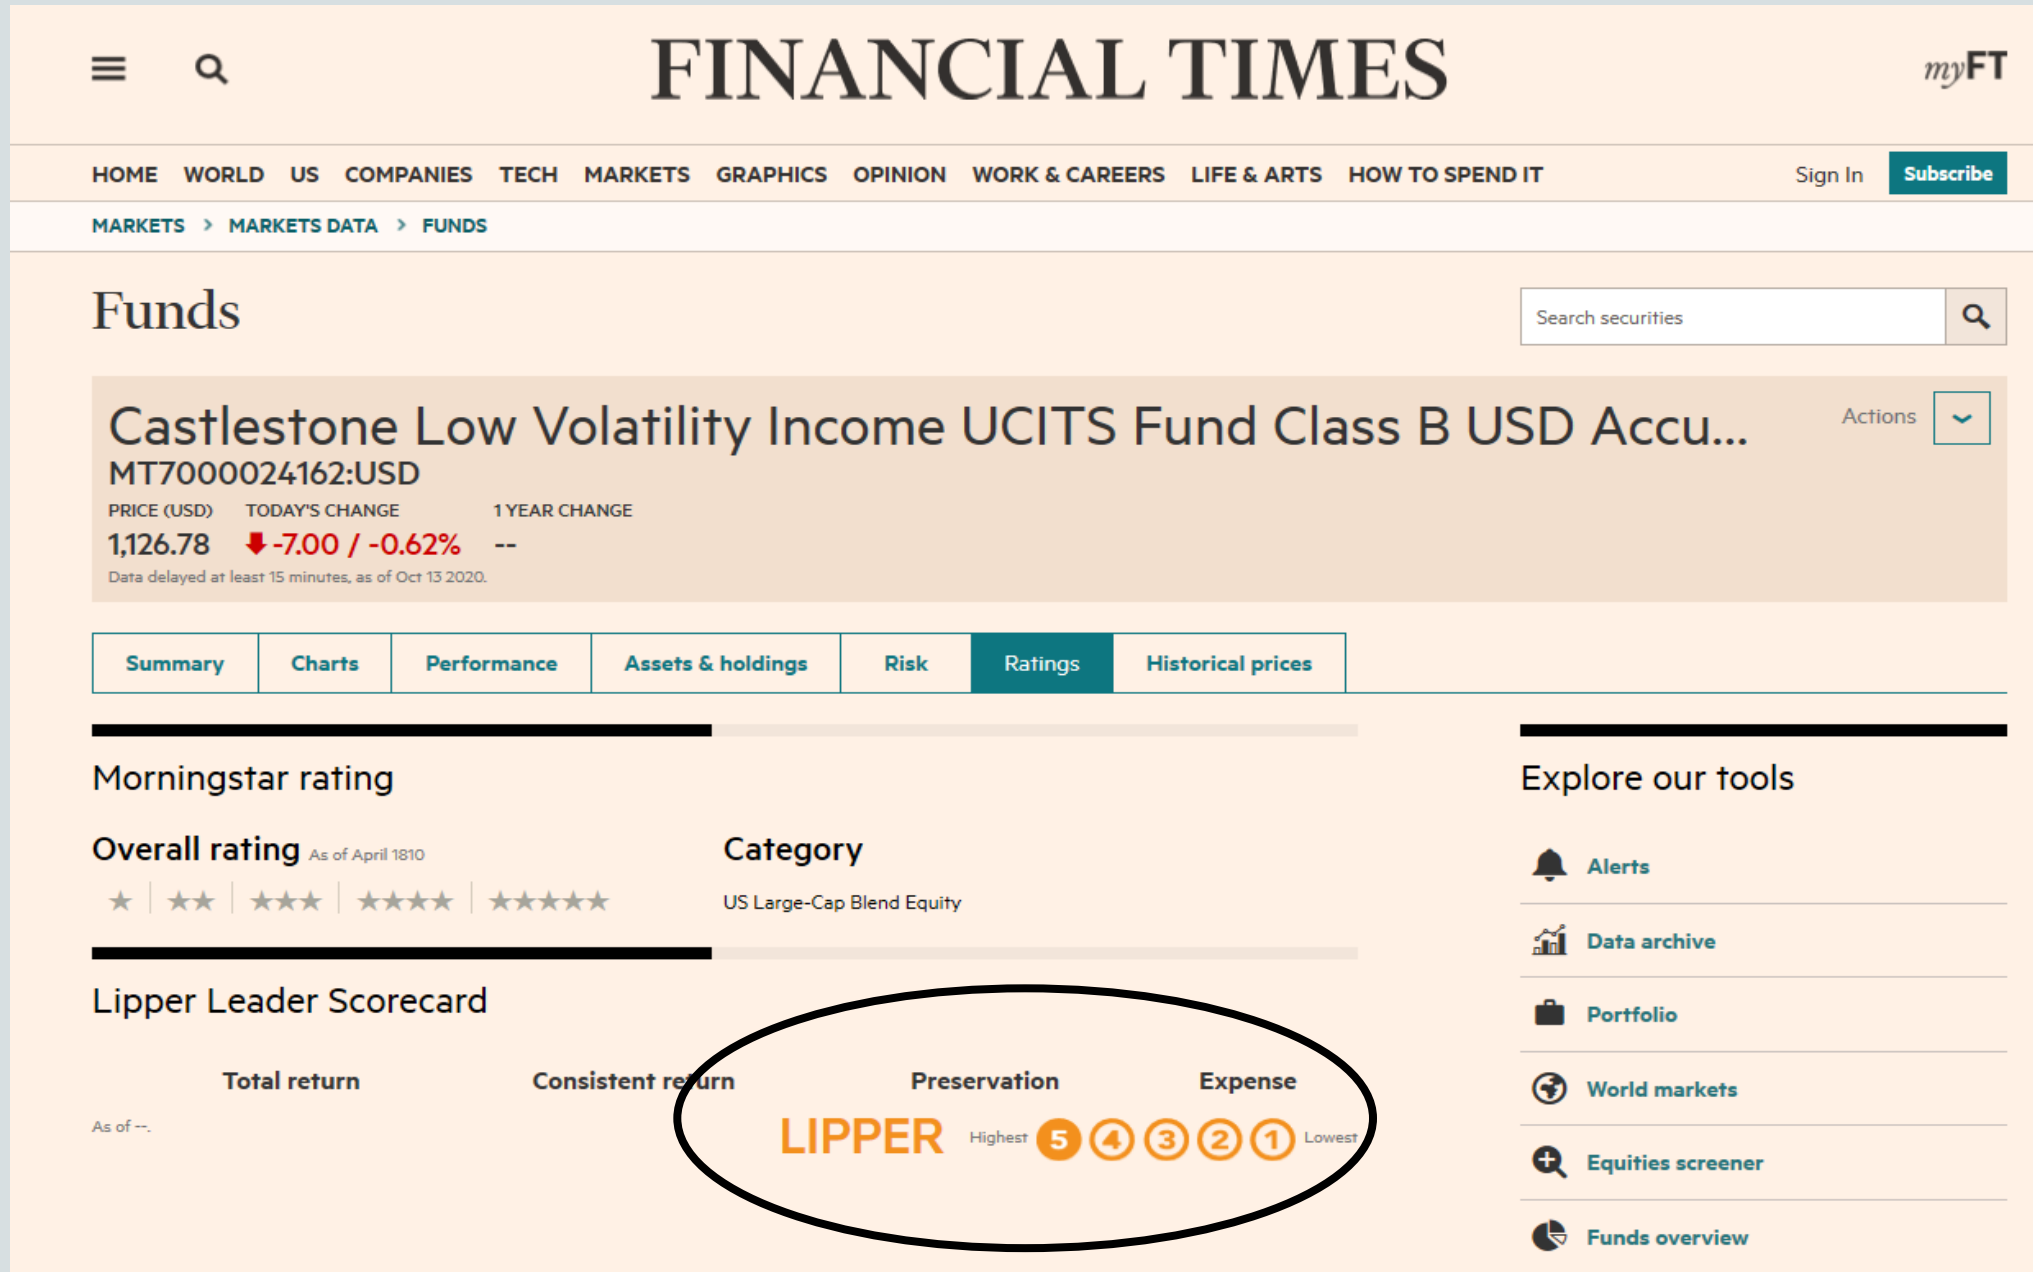 FINANCIAL TIMES
myFT
HOME WORLD US COMPANIES TECH MARKETS GRAPHICS OPINION WORK & CAREERS LIFE & ARTS HOW TO SPEND IT Sign In Subscribe
MARKETS > MARKETS DATA > FUNDS
Funds
Search securities
Castlestone Low Volatility Income UCITS Fund Class B USD Accu...
Actions
MT7000024162:USD
PRICE (USD) TODAY'S CHANGE 1 YEAR CHANGE
1,126.78 -7.00 / -0.62% --
Data delayed at least 15 minutes, as of Oct 13 2020.
Summary Charts Performance Assets & holdings Risk Ratings Historical prices
Morningstar rating
Overall rating As of April 1810
Category
US Large-Cap Blend Equity
Lipper Leader Scorecard
Total return Consistent return Preservation Expense
As of --.
LIPPER Highest 5 4 3 2 1 Lowest
Explore our tools
Alerts
Data archive
Portfolio
World markets
Equities screener
Funds overview